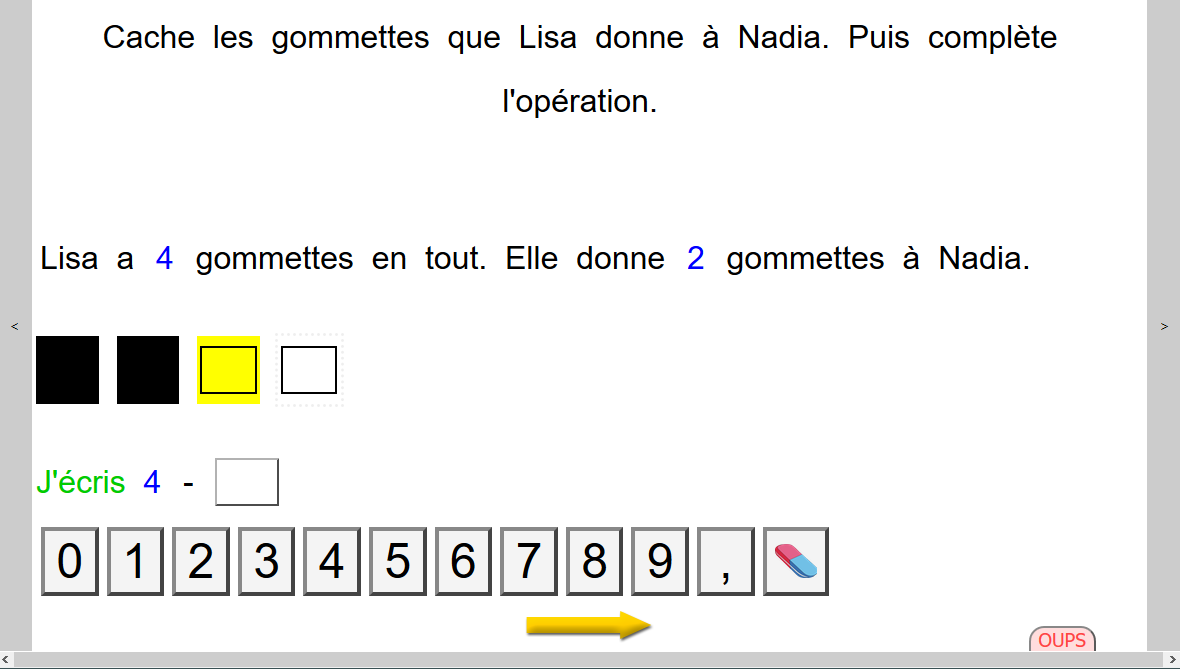 Cache les gommettes que Lisa donne à Nadia. Puis complète
l'opération.
Lisa a 4 gommettes en tout. Elle donne 2 gommettes à Nadia.
<
>
J'écris 4 -
0 1 2 3 4 5 6 7 8 9 ,
OUPS